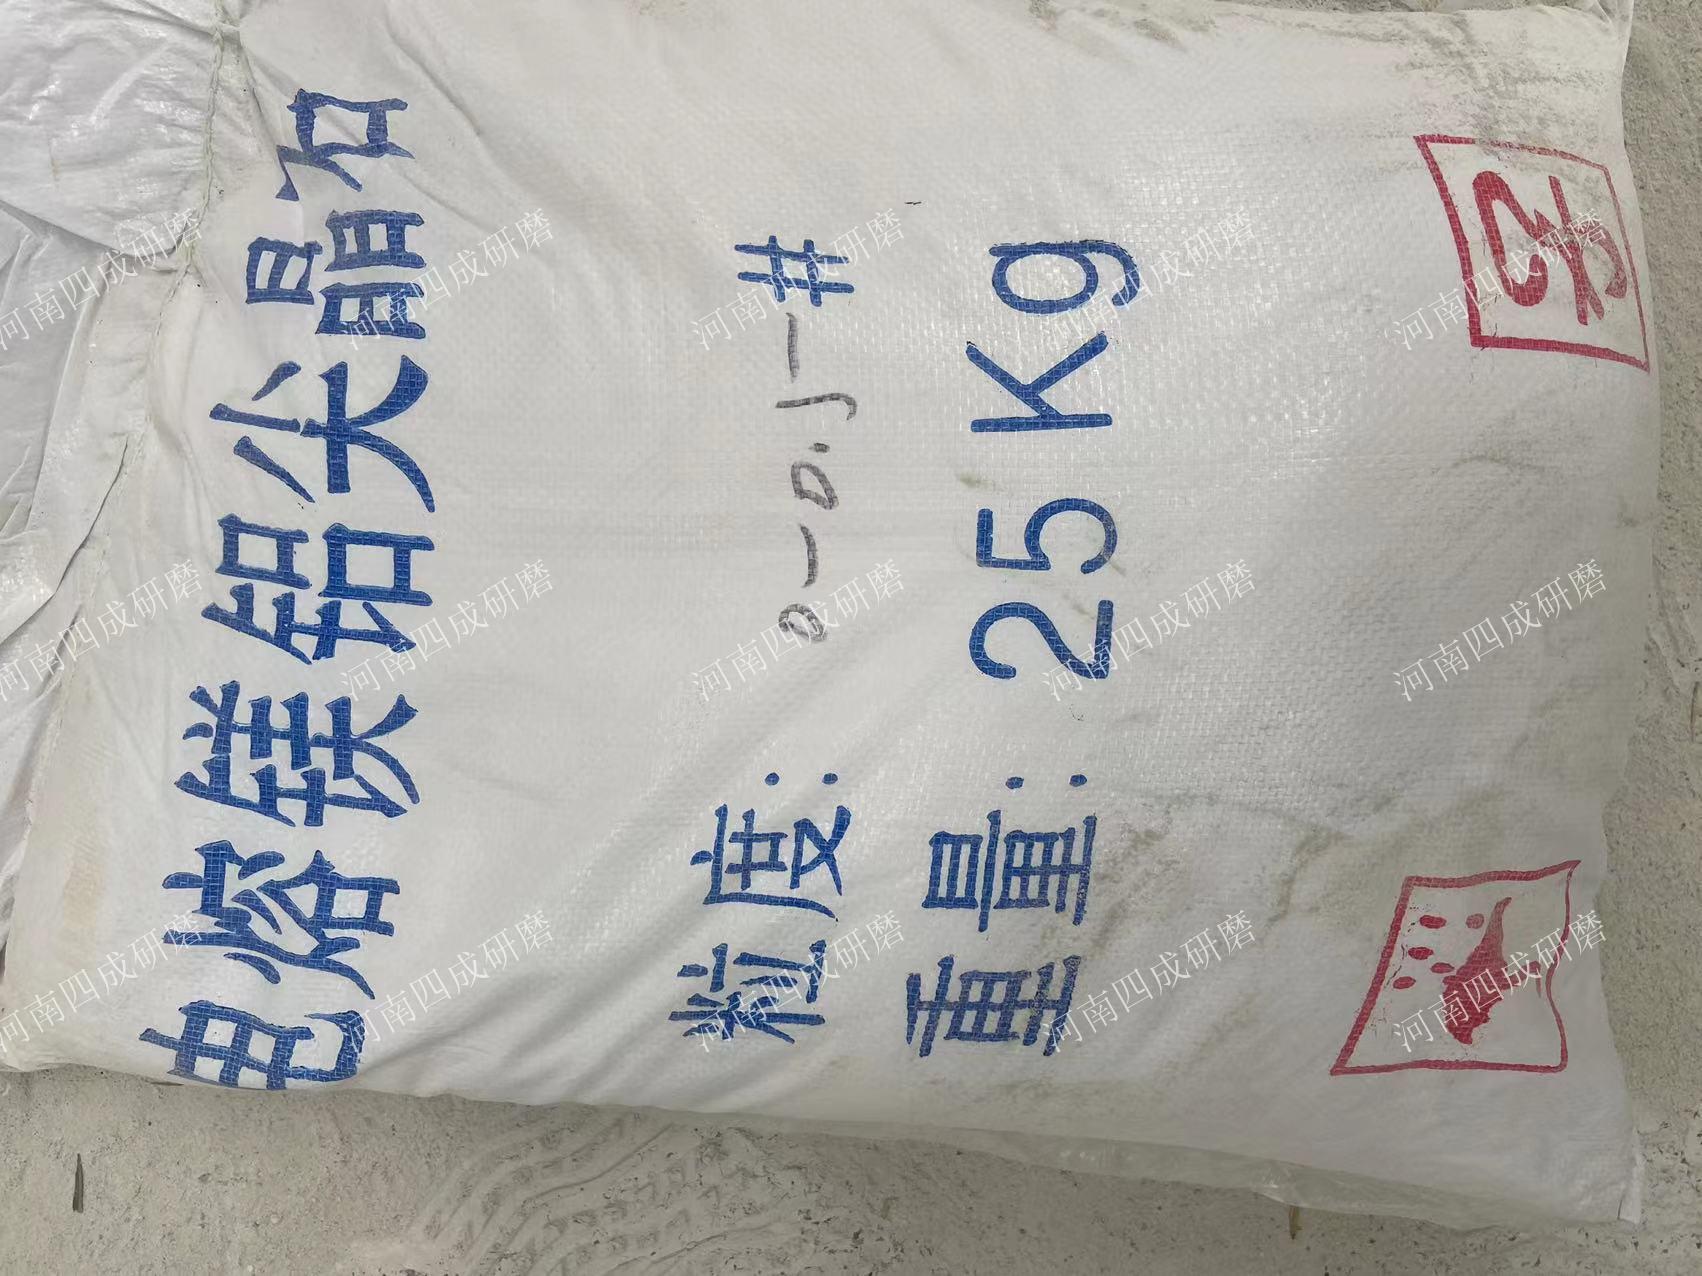 电熔镁铝尖晶石
粒度：0-0.1-#
重量：25Kg
河南四成研磨